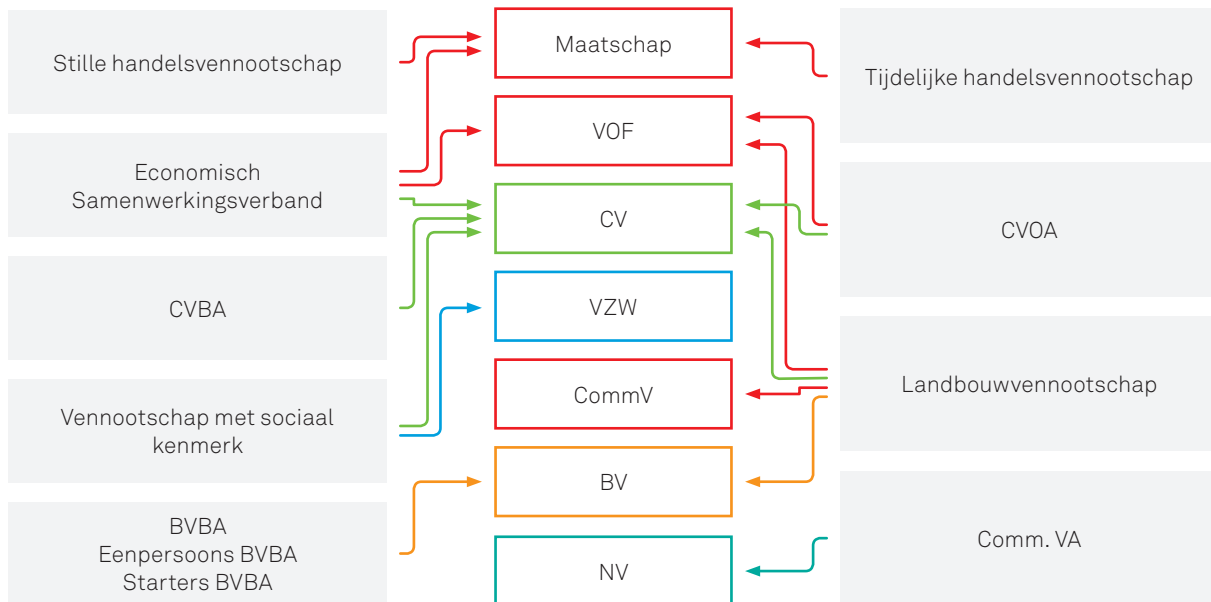 Stille handelsvennootschap
Economisch
Samenwerkingsverband
CVBA
Vennootschap met sociaal
kenmerk
BVBA
Eenpersoons BVBA
Starters BVBA
Maatschap
VOF
CV
VZW
CommV
BV
NV
Tijdelijke handelsvennootschap
CVOA
Landbouwvennootschap
Comm. VA